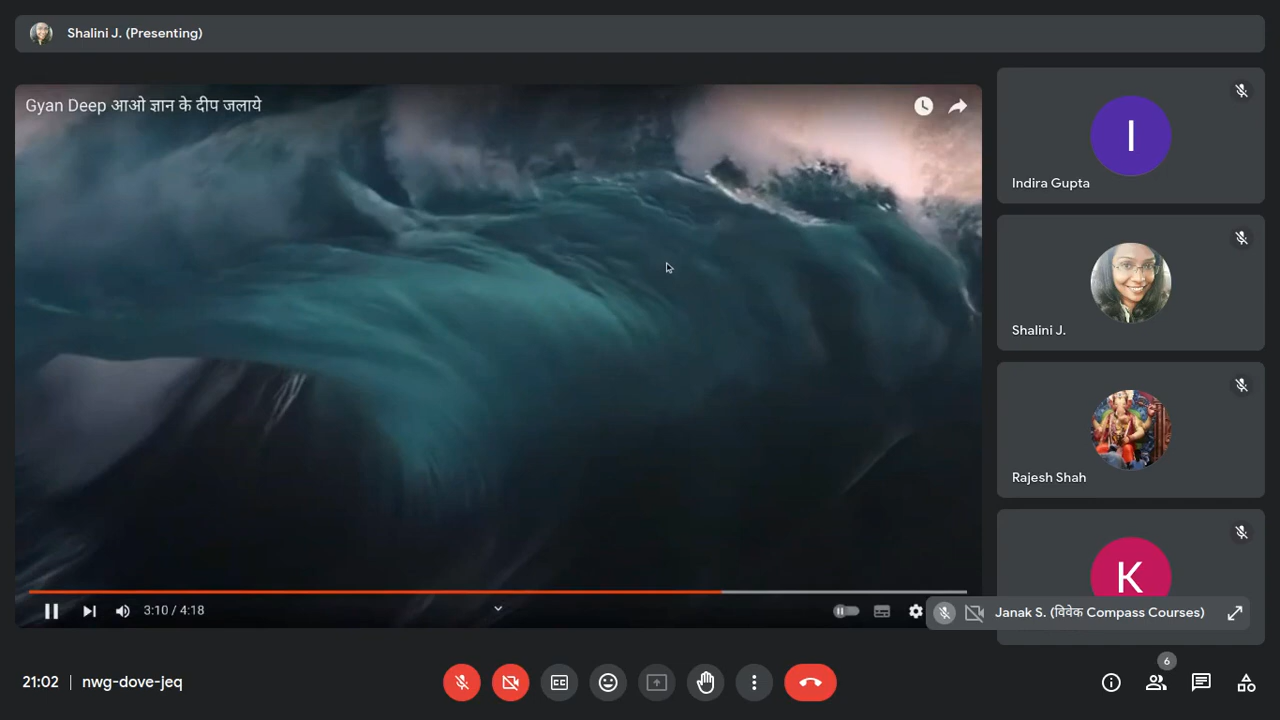 Shalini J. (Presenting)
Gyan Deep आओ ज्ञान के दीप जलाये
I
Indira Gupta
Shalini J.
Rajesh Shah
K
3:10 / 4:18
Janak S. (विवेक Compass Courses)
21:02 | nwg-dove-jeq
6